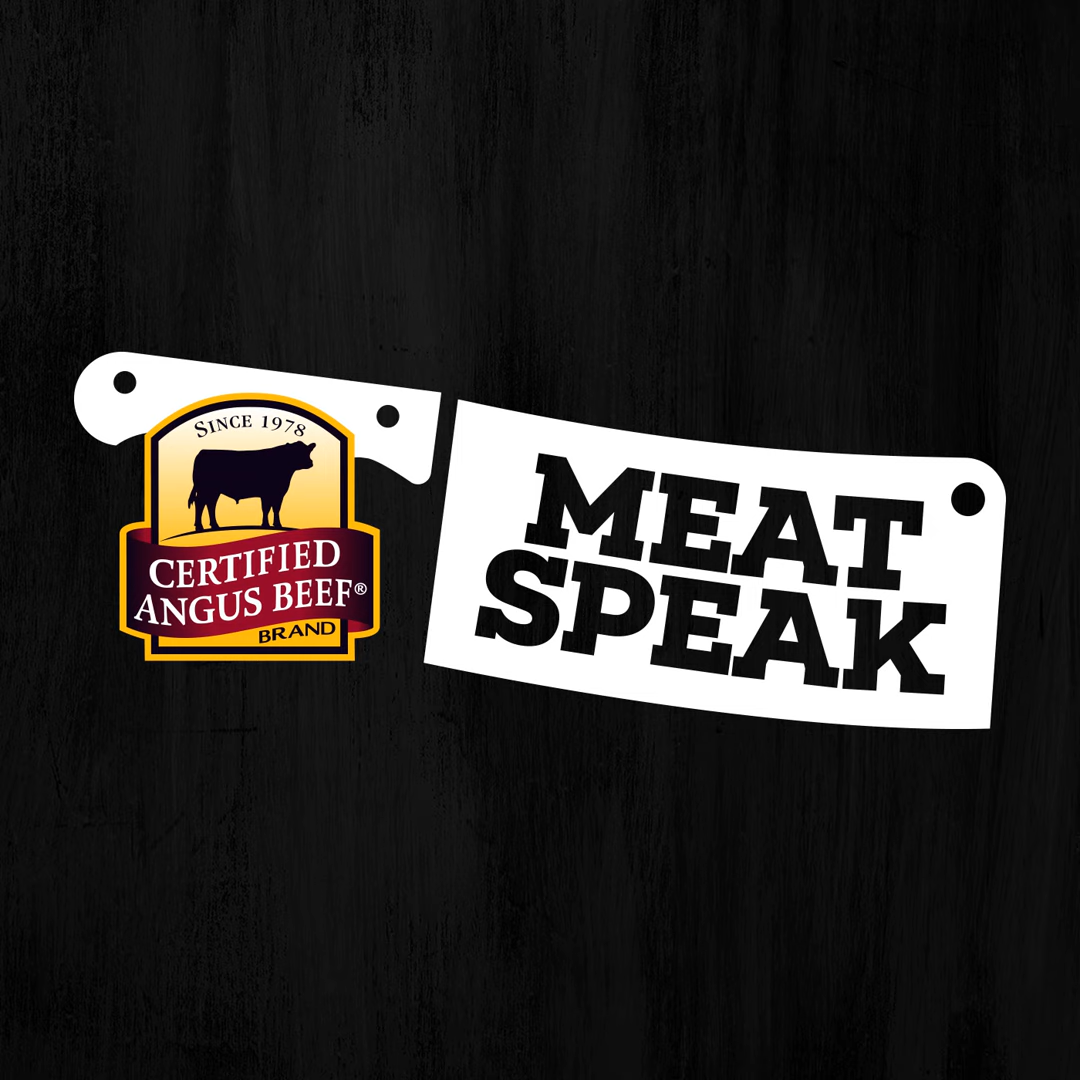 SINCE 1978
CERTIFIED
ANGUS BEEF®
BRAND
MEAT
SPEAK